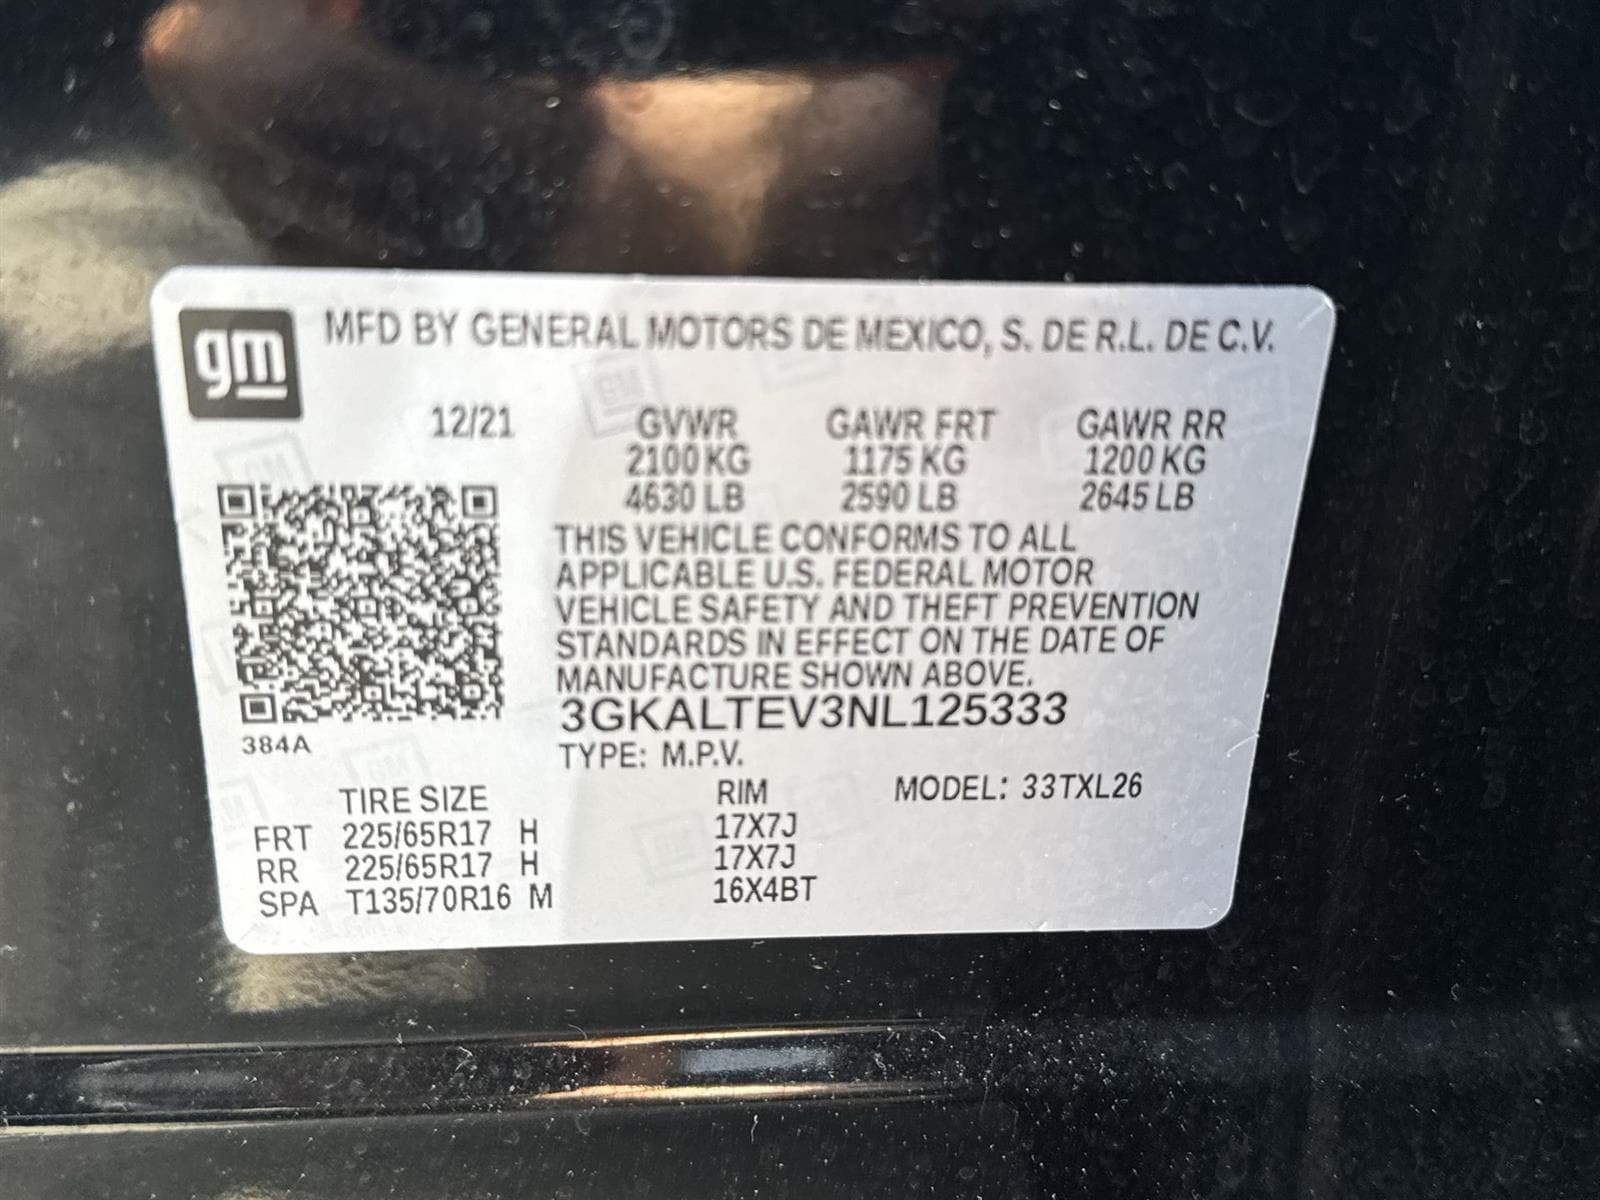 gm MFD BY GENERAL MOTORS DE MEXICO, S. DE R.L. DE C.V.
12/21 GVWR GAWR FRT GAWR RR
2100 KG 1175 KG 1200 KG
4630 LB 2590 LB 2645 LB
THIS VEHICLE CONFORMS TO ALL
APPLICABLE U.S. FEDERAL MOTOR
VEHICLE SAFETY AND THEFT PREVENTION
STANDARDS IN EFFECT ON THE DATE OF
MANUFACTURE SHOWN ABOVE.
3GKALTEV3NL125333
384A
TYPE: M.P.V.
TIRE SIZE RIM MODEL: 33TXL26
FRT 225/65R17 H 17X7J
RR 225/65R17 H 17X7J
SPA T135/70R16 M 16X4BT